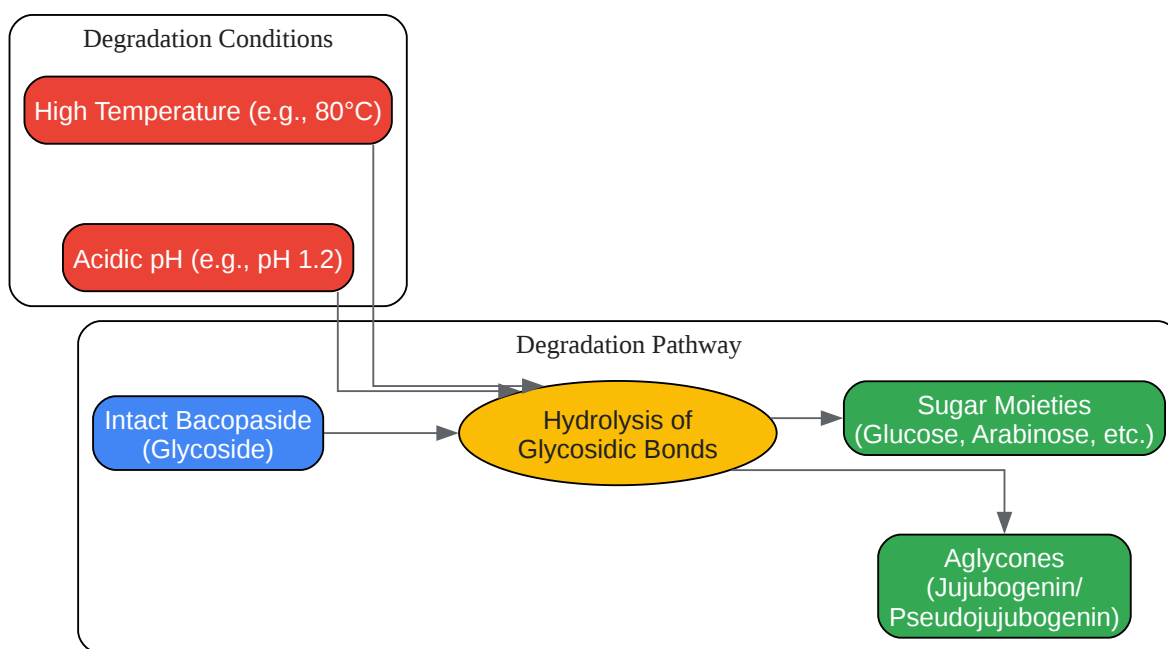 Degradation Conditions
High Temperature (e.g., 80°C)
Acidic pH (e.g., pH 1.2)
Degradation Pathway
Intact Bacopaside
(Glycoside)
Hydrolysis of
Glycosidic Bonds
Sugar Moieties
(Glucose, Arabinose, etc.)
Aglycones
(Jujubogenin/
Pseudojujubogenin)